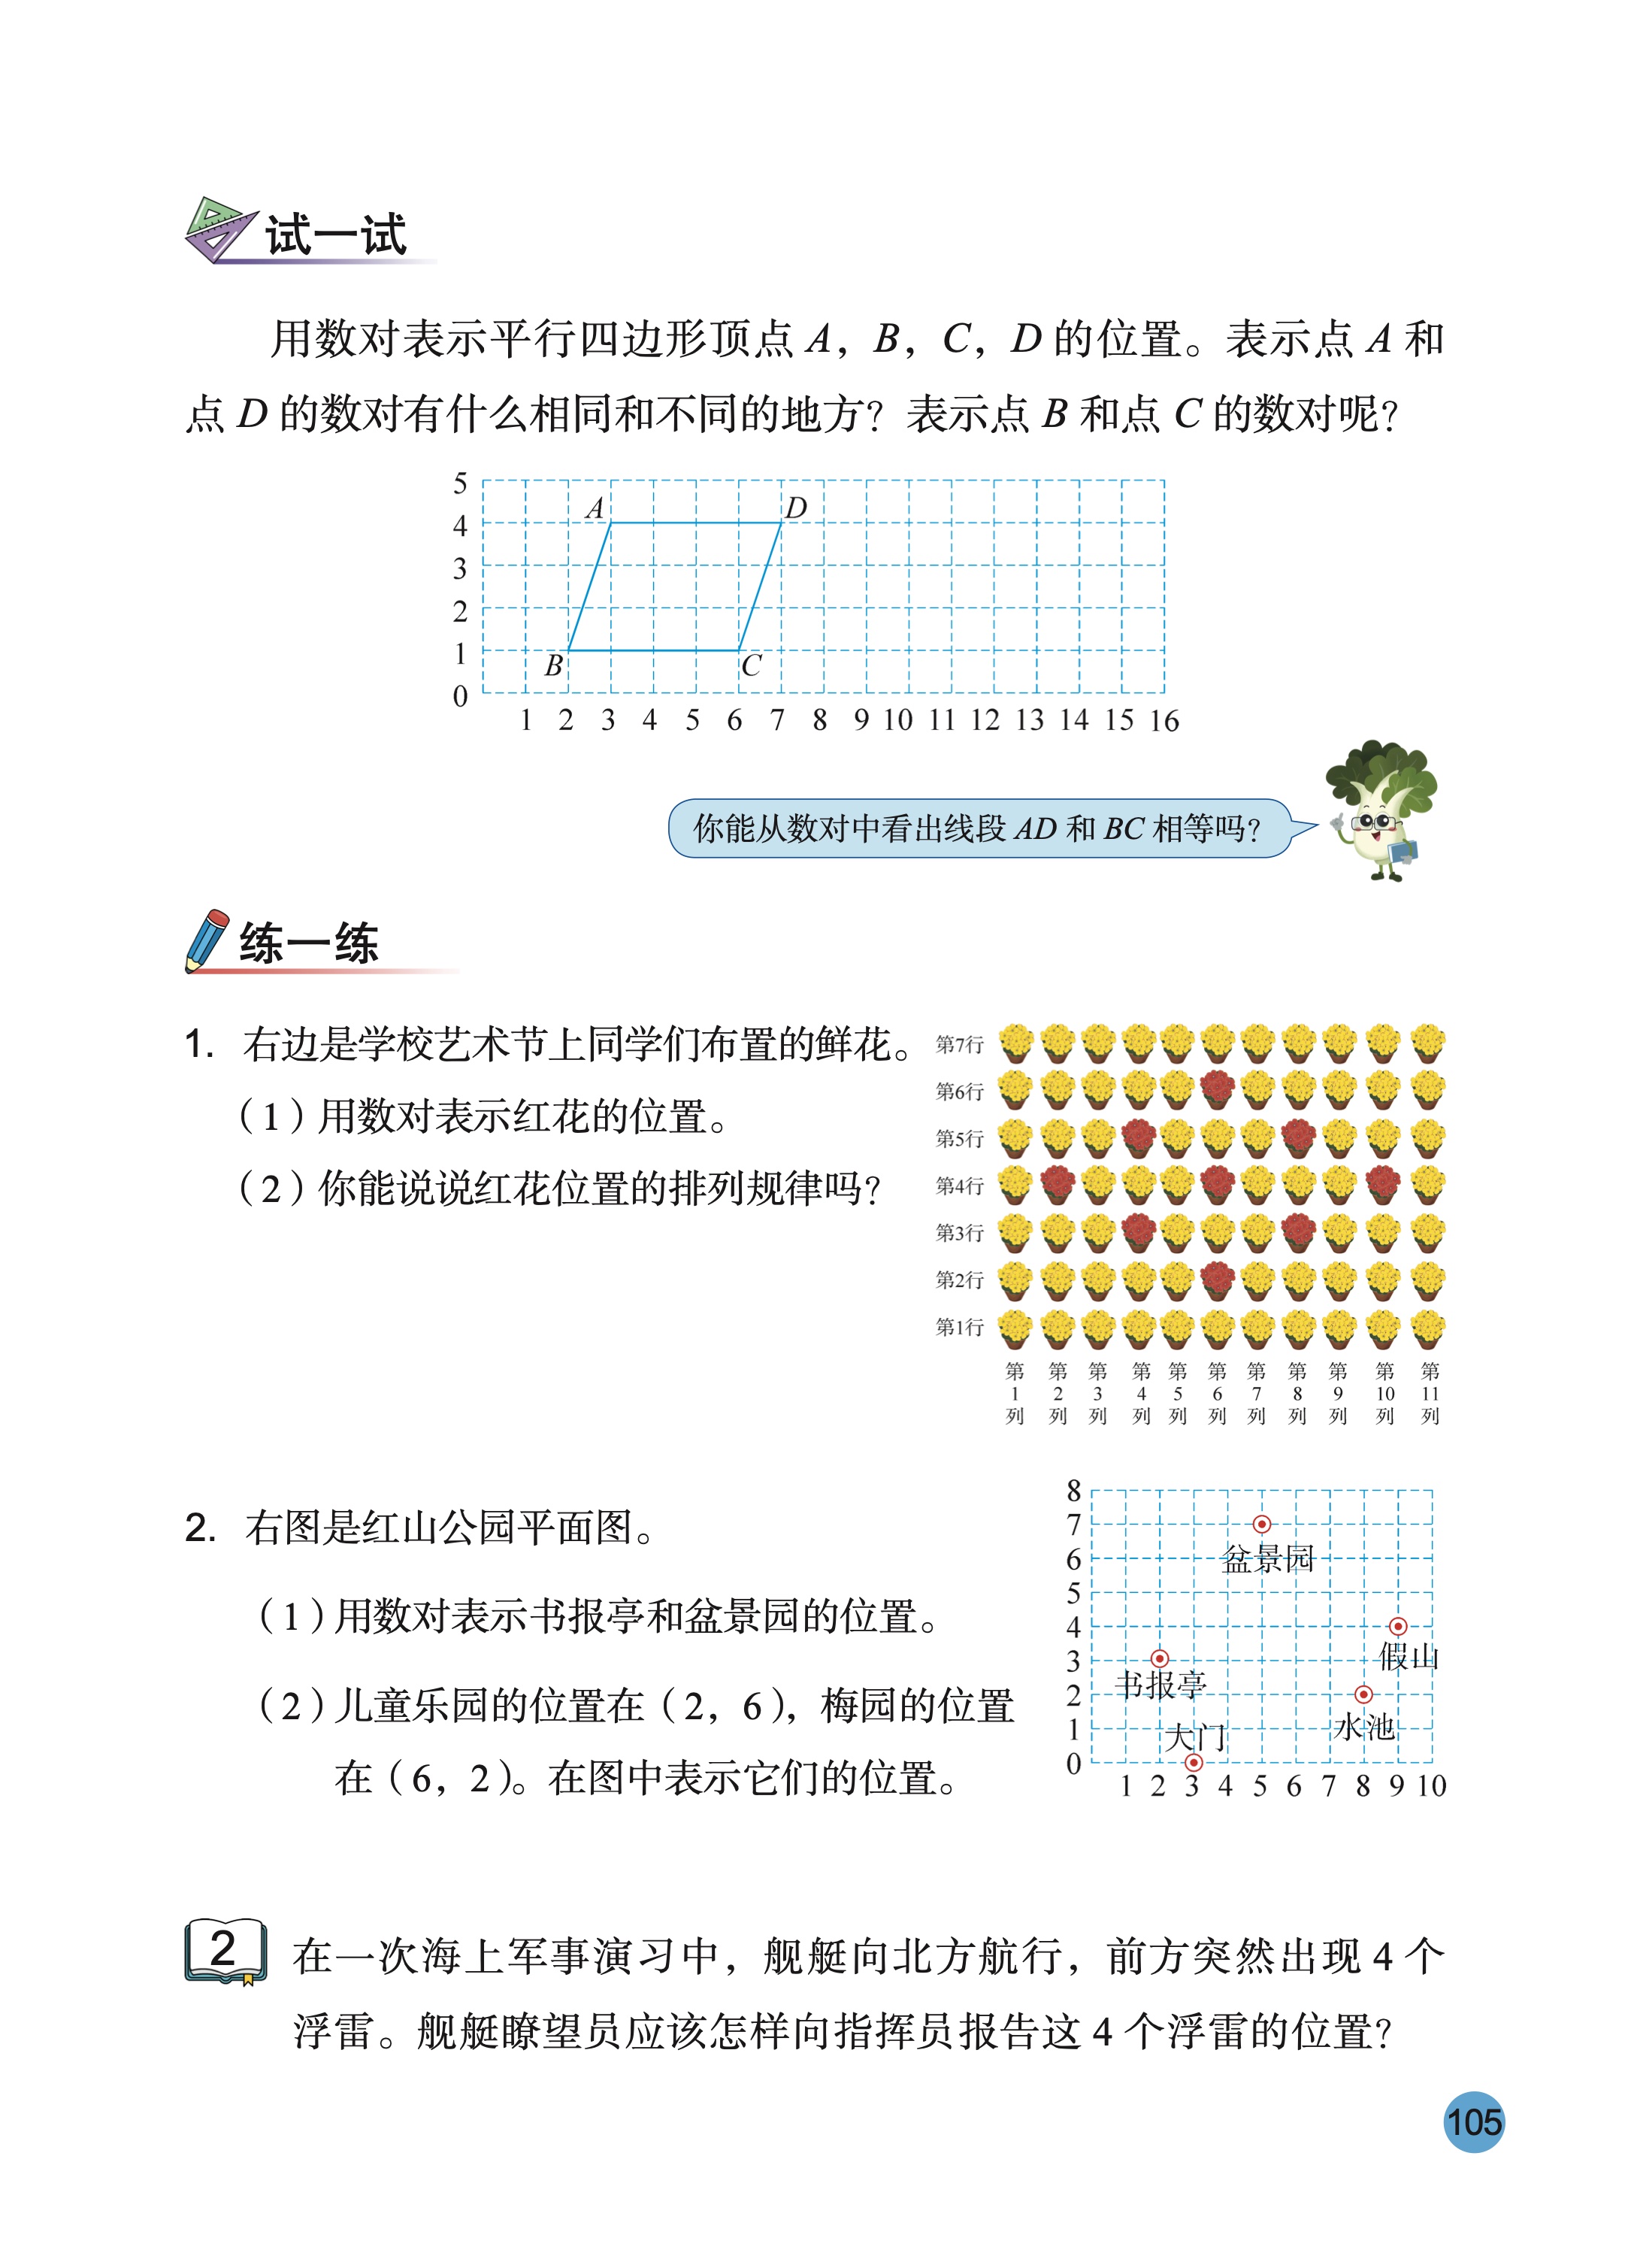 试一试
用数对表示平行四边形顶点 A，B，C，D 的位置。表示点 A 和
点 D 的数对有什么相同和不同的地方？表示点 B 和点 C 的数对呢？
5
4
3
2
1
0
A
D
B
C
1 2 3 4 5 6 7 8 9 10 11 12 13 14 15 16
你能从数对中看出线段 AD 和 BC 相等吗？
练一练
1. 右边是学校艺术节上同学们布置的鲜花。
（1）用数对表示红花的位置。
（2）你能说说红花位置的排列规律吗？
第7行
第6行
第5行
第4行
第3行
第2行
第1行
第1列 第2列 第3列 第4列 第5列 第6列 第7列 第8列 第9列 第10列 第11列
2. 右图是红山公园平面图。
（1）用数对表示书报亭和盆景园的位置。
（2）儿童乐园的位置在（2，6），梅园的位置
在（6，2）。在图中表示它们的位置。
8
7
6
5
4
3
2
1
0
盆景园
假山
书报亭
水池
大门
1 2 3 4 5 6 7 8 9 10
2 在一次海上军事演习中，舰艇向北方航行，前方突然出现 4 个
浮雷。舰艇瞭望员应该怎样向指挥员报告这 4 个浮雷的位置？
105